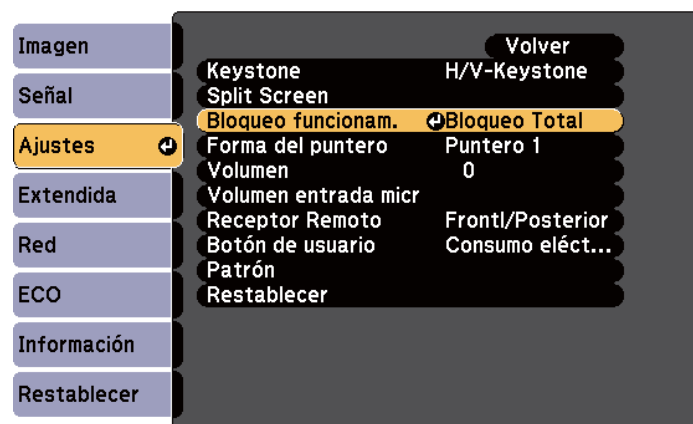 Imagen
Señal
Ajustes
Extendida
Red
ECO
Información
Restablecer
Volver
Keystone H/V-Keystone
Split Screen
Bloqueo funcionam. Bloqueo Total
Forma del puntero Puntero 1
Volumen 0
Volumen entrada micr
Receptor Remoto Frontl/Posterior
Botón de usuario Consumo eléct...
Patrón
Restablecer